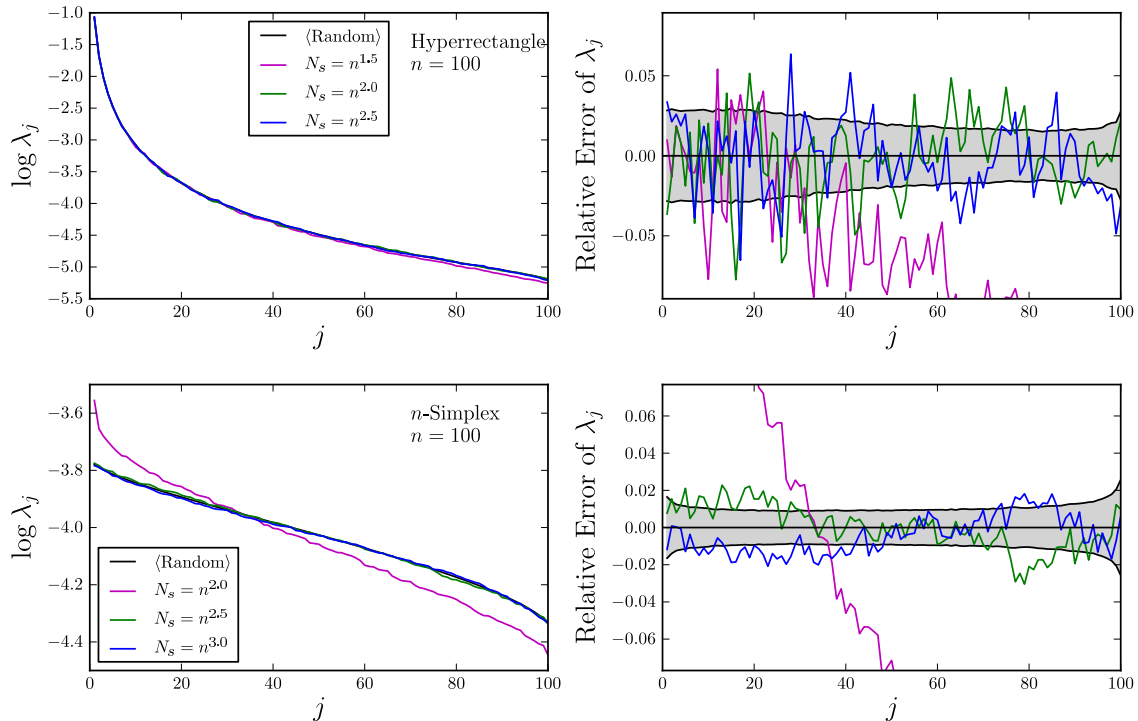 −1.0
−1.5
−2.0
−2.5
−3.0
−3.5
−4.0
−4.5
−5.0
−5.5
log λ_j
0 20 40 60 80 100
j
⟨Random⟩
N_s = n^1.5
N_s = n^2.0
N_s = n^2.5
Hyperrectangle
n = 100
0.05
0.00
−0.05
Relative Error of λ_j
0 20 40 60 80 100
j
−3.6
−3.8
−4.0
−4.2
−4.4
log λ_j
0 20 40 60 80 100
j
n-Simplex
n = 100
⟨Random⟩
N_s = n^2.0
N_s = n^2.5
N_s = n^3.0
0.06
0.04
0.02
0.00
−0.02
−0.04
−0.06
Relative Error of λ_j
0 20 40 60 80 100
j